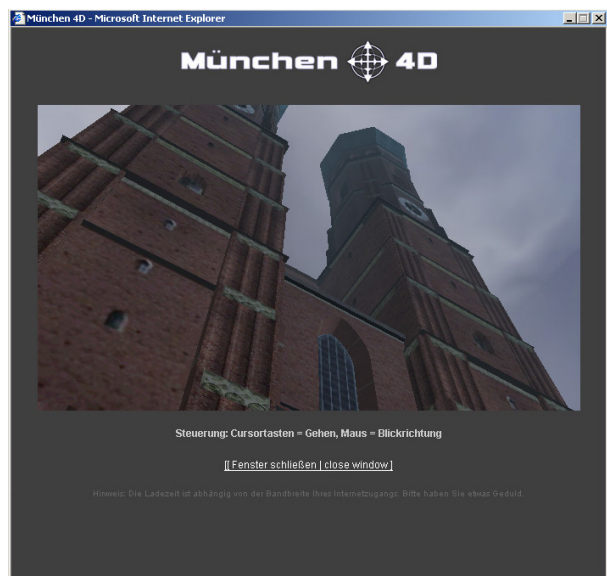 München 4D - Microsoft Internet Explorer
München 4D
Steuerung: Cursortasten = Gehen, Maus = Blickrichtung
[[ Fenster schließen | close window ]
Hinweis: Die Ladezeit ist abhängig von der Bandbreite Ihres Internetzugangs. Bitte haben Sie etwas Geduld.